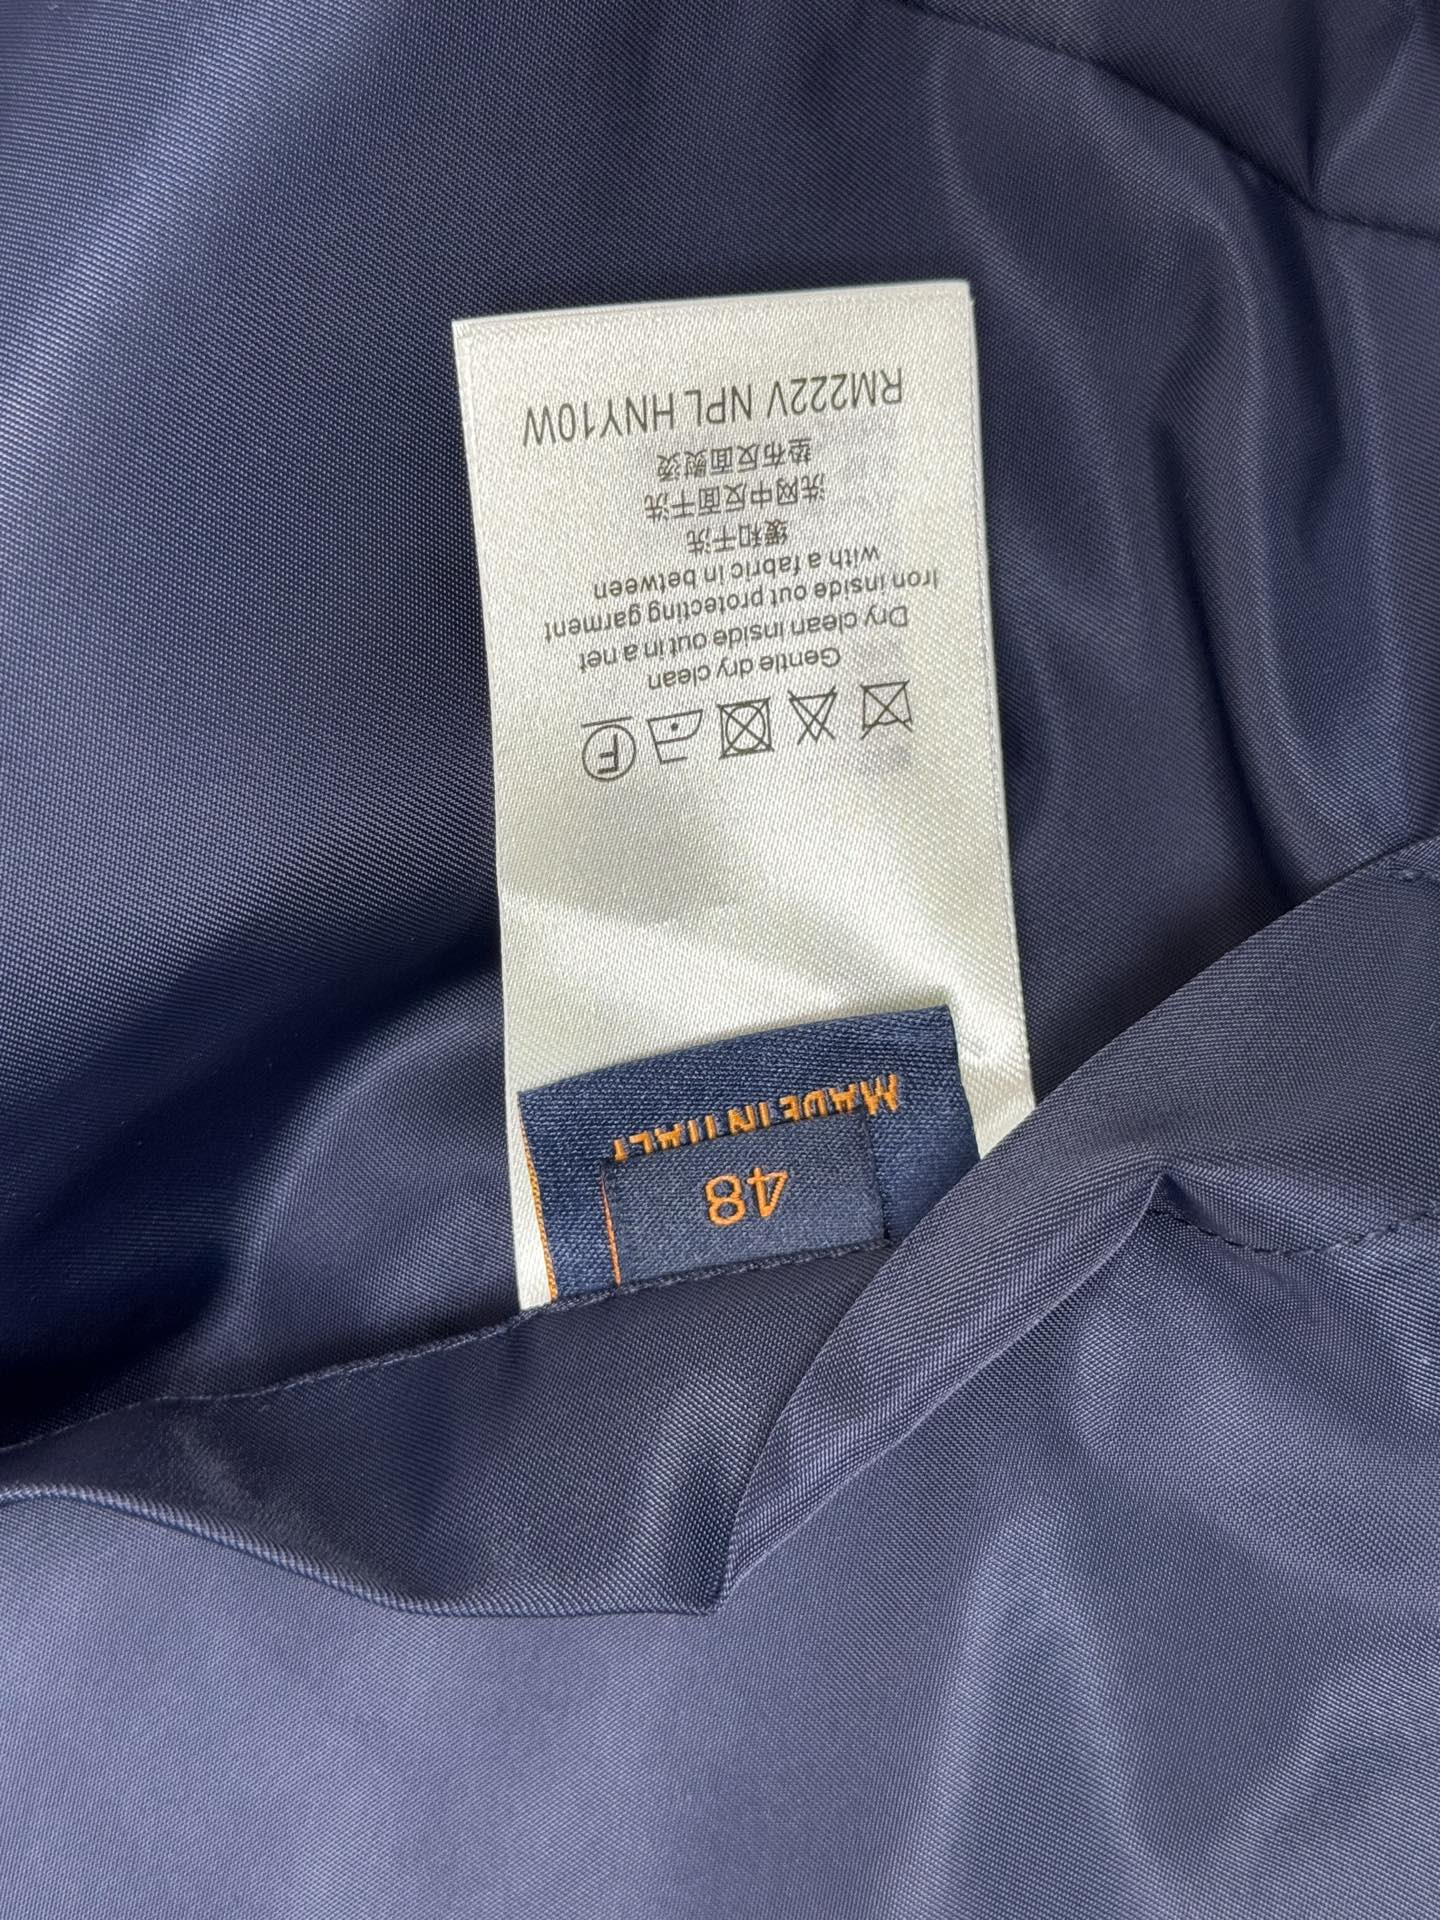 MADE IN ITALY
48
F
Gentle dry clean
Dry clean inside out in a net
Iron inside out protecting garment
with a fabric in between
缓和干洗
洗网中反面干洗
垫布反面熨烫
RM222V NPL HNY10W